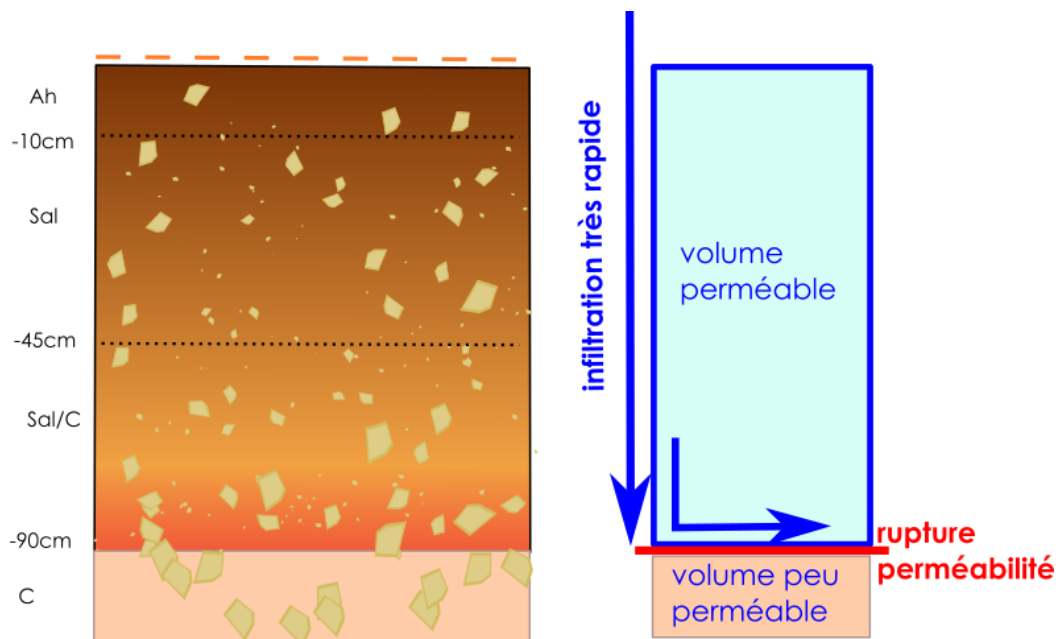 Ah
-10cm
Sal
-45cm
Sal/C
-90cm
C
infiltration très rapide
volume
perméable
rupture
perméabilité
volume peu
perméable